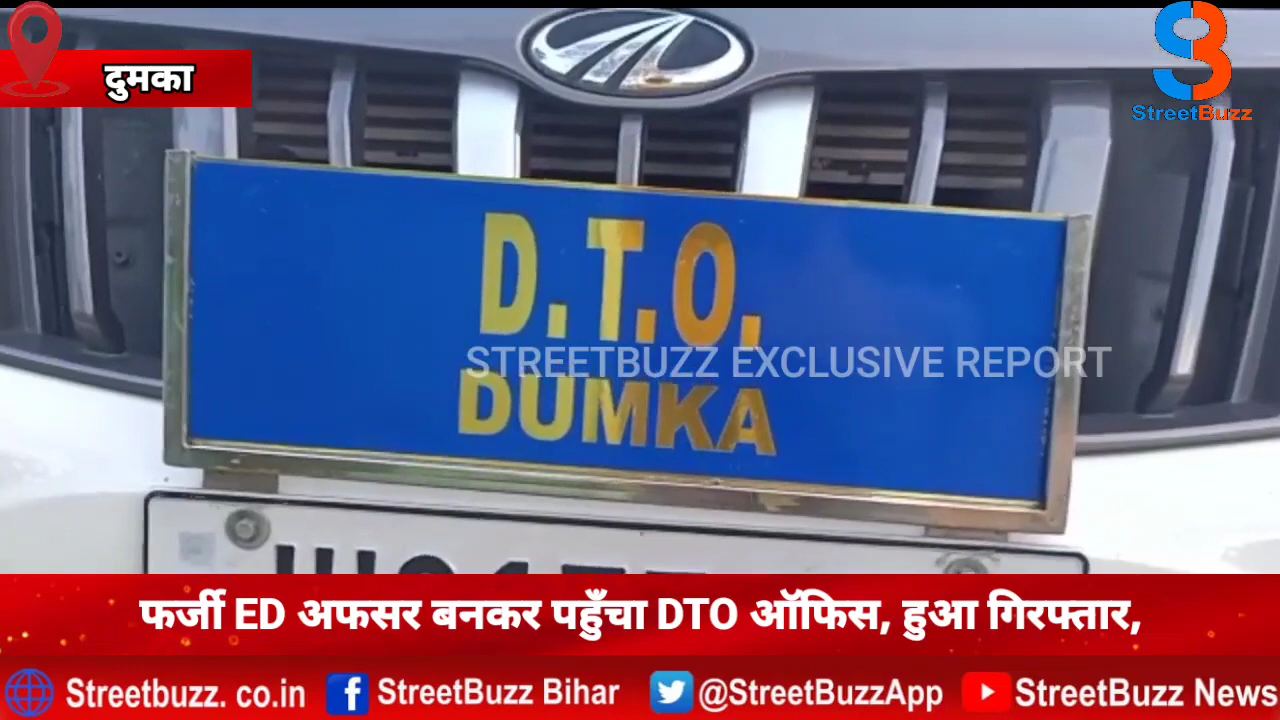 दुमका
StreetBuzz
D.T.O.
STREETBUZZ EXCLUSIVE REPORT
DUMKA
फर्जी ED अफसर बनकर पहुँचा DTO ऑफिस, हुआ गिरफ्तार,
Streetbuzz. co.in
StreetBuzz Bihar
@StreetBuzzApp
StreetBuzz News